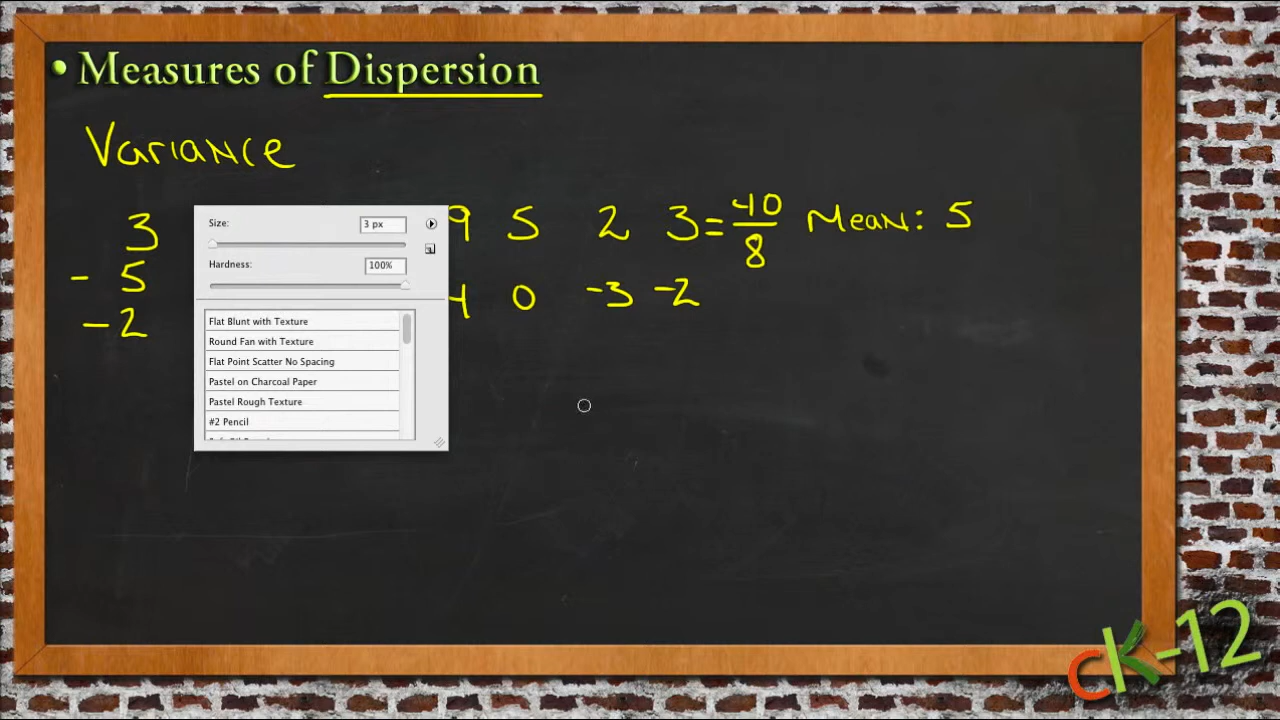 • Measures of Dispersion
Variance
3 9 5 2 3 = 40/8 Mean: 5
- 5 4 0 -3 -2
- 2
Size: 3 px
Hardness: 100%
Flat Blunt with Texture
Round Fan with Texture
Flat Point Scatter No Spacing
Pastel on Charcoal Paper
Pastel Rough Texture
#2 Pencil
CK-12